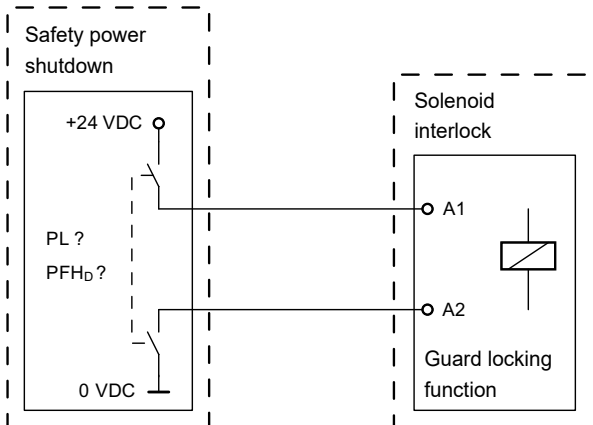 Safety power
shutdown
+24 VDC
PL ?
PFHD ?
0 VDC
Solenoid
interlock
A1
A2
Guard locking
function